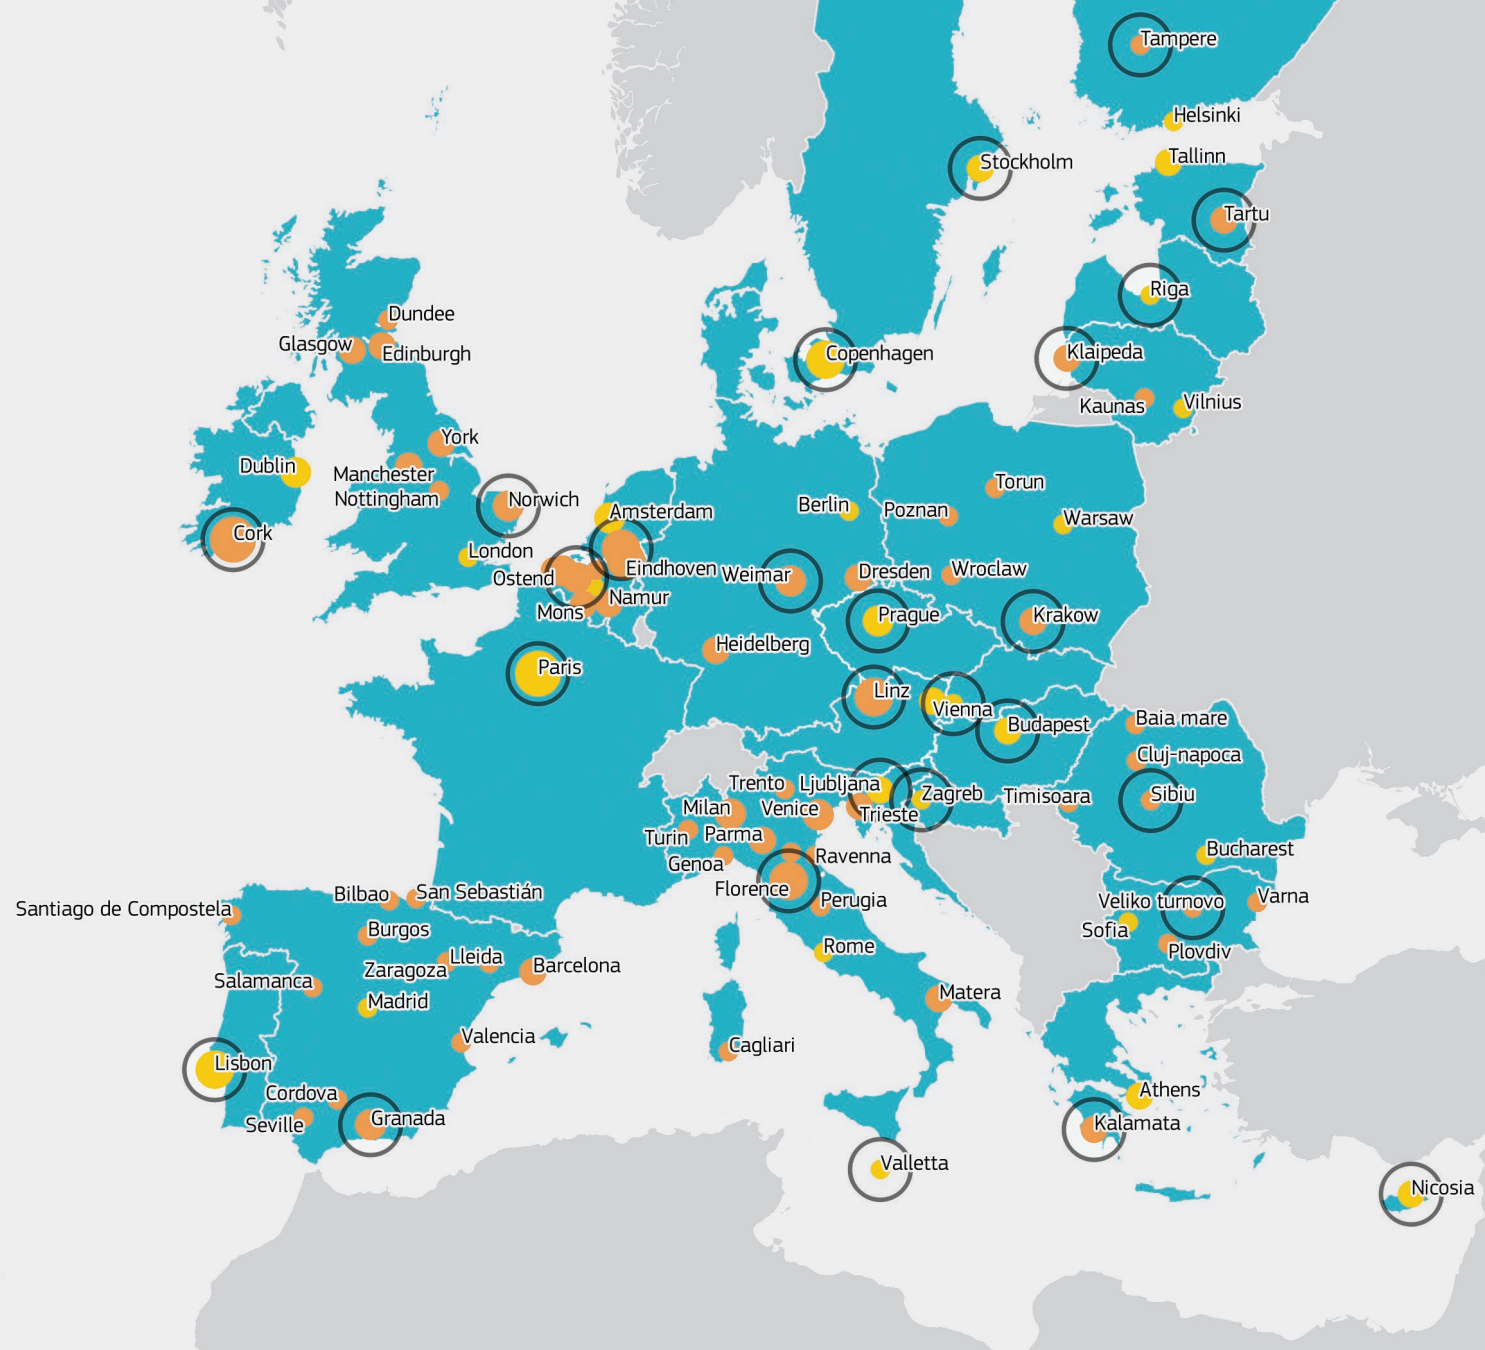 Tampere
Helsinki
Tallinn
Stockholm
Tartu
Riga
Dundee
Glasgow
Edinburgh
Copenhagen
Klaipeda
Kaunas
Vilnius
York
Dublin
Manchester
Nottingham
Norwich
Cork
London
Amsterdam
Berlin
Poznan
Torun
Warsaw
Ostend
Eindhoven
Weimar
Dresden
Wroclaw
Mons
Namur
Prague
Krakow
Heidelberg
Paris
Linz
Vienna
Budapest
Baia mare
Cluj-napoca
Trento
Ljubljana
Zagreb
Timisoara
Sibiu
Milan
Venice
Trieste
Turin
Parma
Genoa
Ravenna
Bucharest
Florence
Perugia
Bilbao
San Sebastián
Santiago de Compostela
Burgos
Veliko turnovo
Varna
Sofia
Plovdiv
Rome
Lleida
Zaragoza
Barcelona
Salamanca
Madrid
Matera
Valencia
Cagliari
Lisbon
Cordova
Seville
Granada
Athens
Kalamata
Valletta
Nicosia